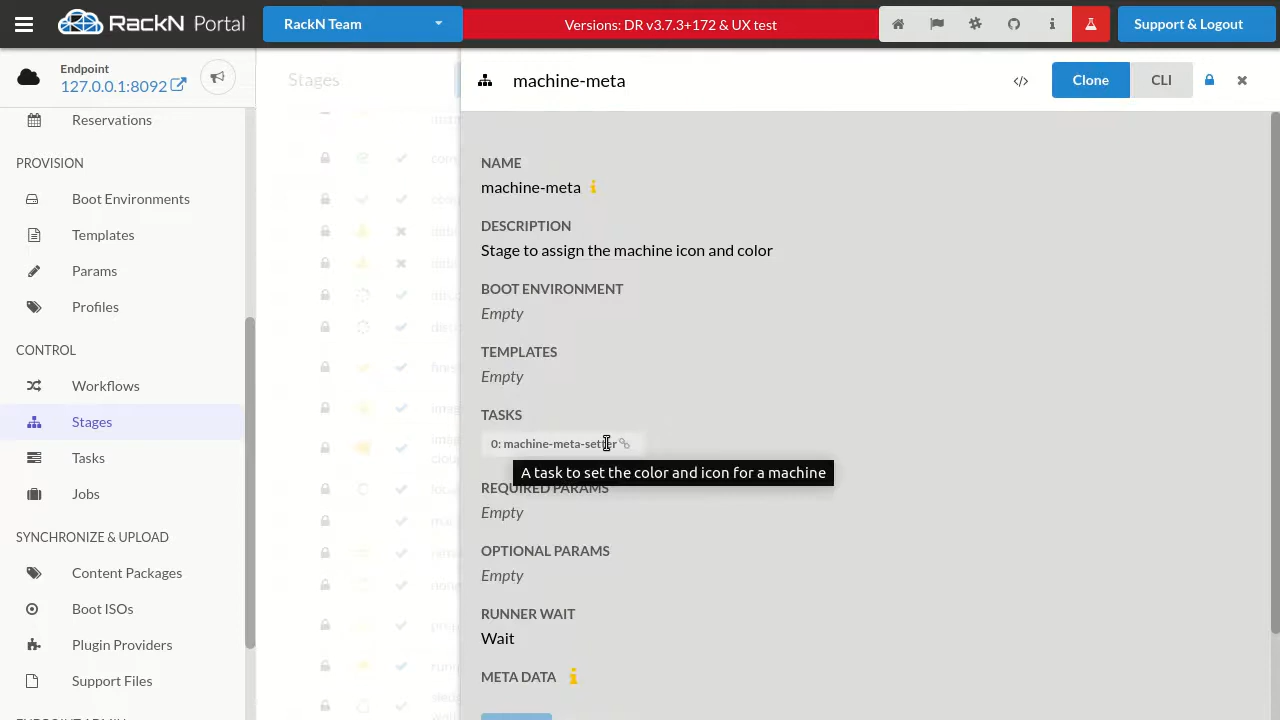 RackN Portal
RackN Team
Versions: DR v3.7.3+172 & UX test
Support & Logout
Endpoint
127.0.0.1:8092
Reservations
PROVISION
Boot Environments
Templates
Params
Profiles
CONTROL
Workflows
Stages
Tasks
Jobs
SYNCHRONIZE & UPLOAD
Content Packages
Boot ISOs
Plugin Providers
Support Files
Stages
machine-meta
</>
Clone
CLI
NAME
machine-meta
DESCRIPTION
Stage to assign the machine icon and color
BOOT ENVIRONMENT
Empty
TEMPLATES
Empty
TASKS
0: machine-meta-setter
A task to set the color and icon for a machine
REQUIRED PARAMS
Empty
OPTIONAL PARAMS
Empty
RUNNER WAIT
Wait
META DATA